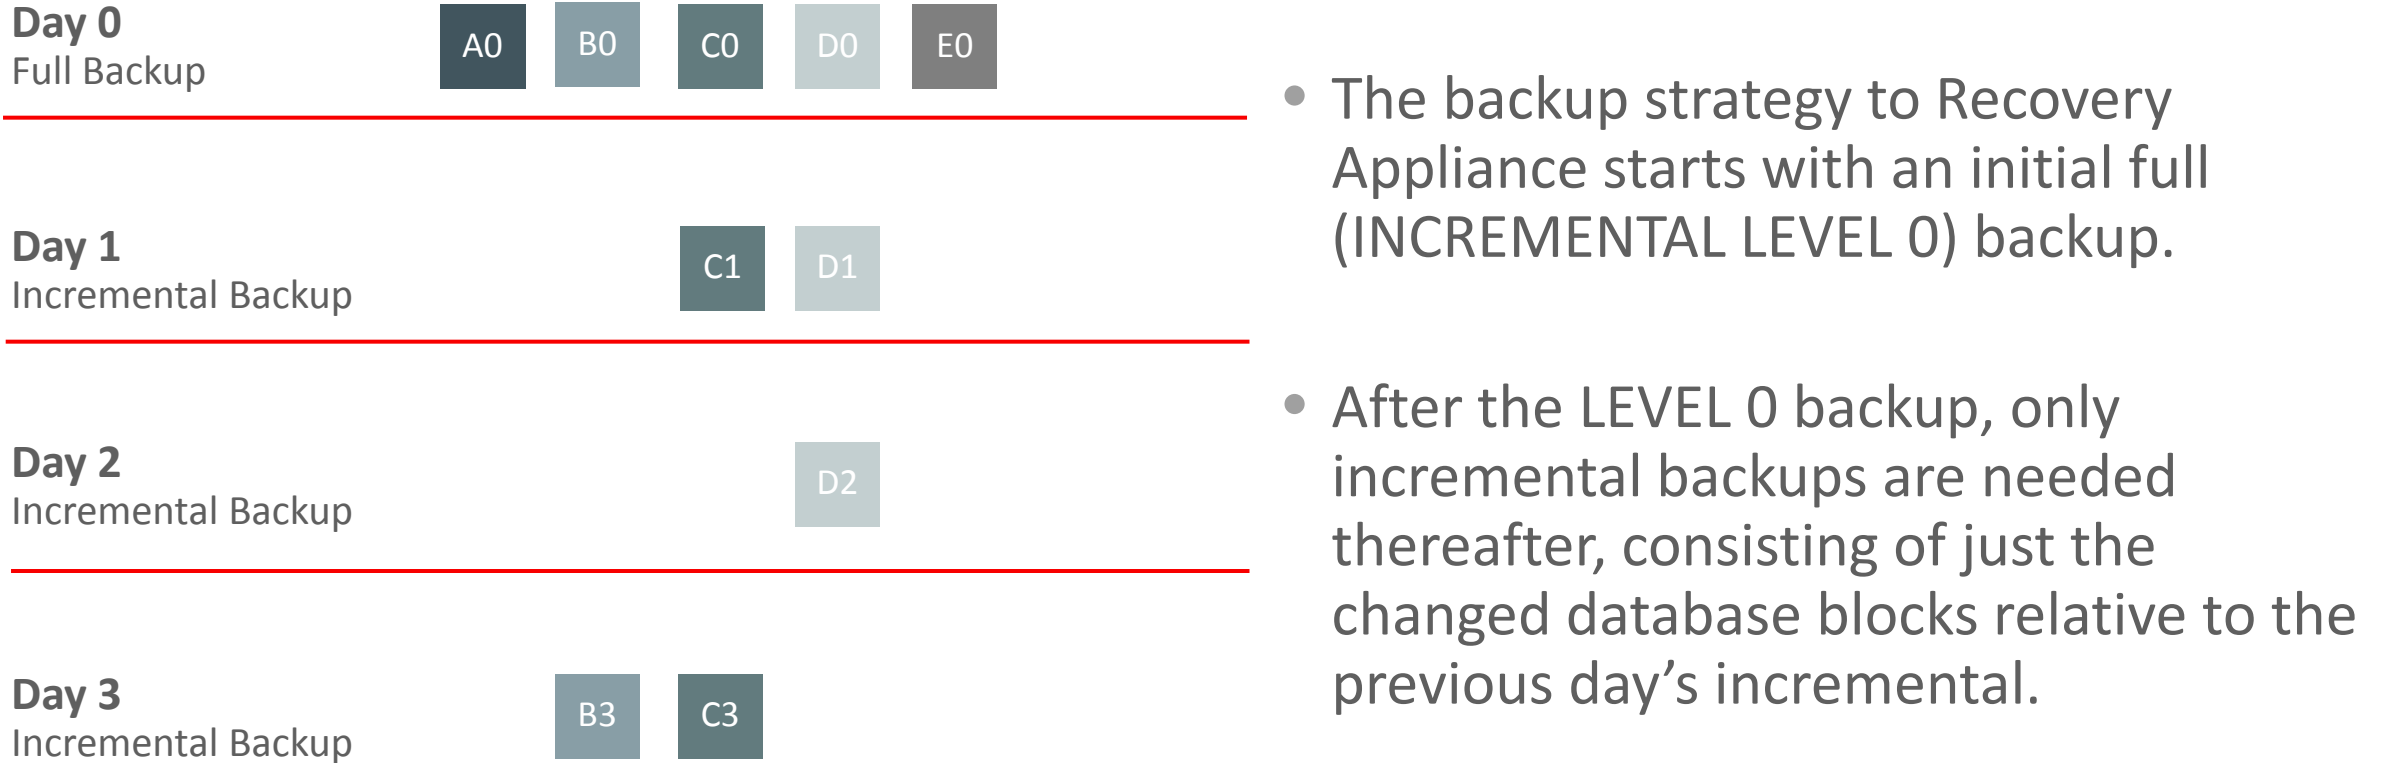 Day 0
Full Backup
A0 B0 C0 D0 E0
Day 1
Incremental Backup
C1 D1
Day 2
Incremental Backup
D2
Day 3
Incremental Backup
B3 C3
• The backup strategy to Recovery
Appliance starts with an initial full
(INCREMENTAL LEVEL 0) backup.
• After the LEVEL 0 backup, only
incremental backups are needed
thereafter, consisting of just the
changed database blocks relative to the
previous day’s incremental.